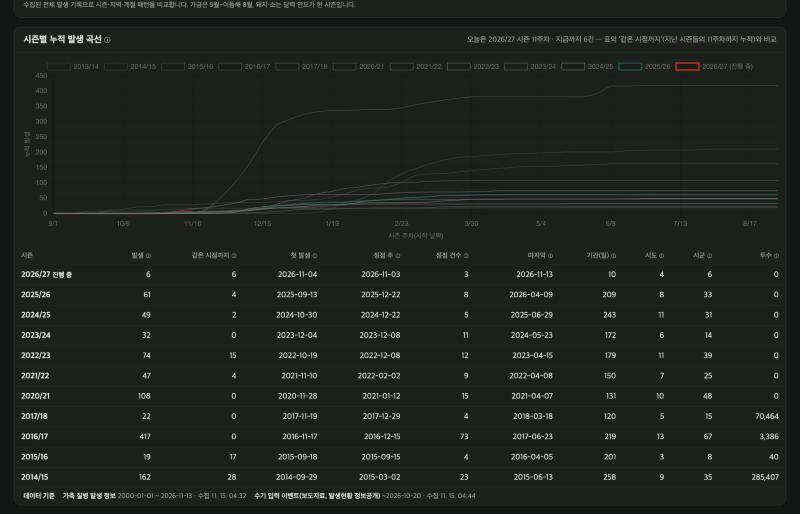 수집된 전체 발생 기록으로 시즌·지역·계절 패턴을 비교합니다. 가금은 9월~이듬해 8월, 돼지·소는 달력 연도가 한 시즌입니다.
시즌별 누적 발생 곡선
오늘은 2026/27 시즌 11주차 · 지금까지 6건 — 표의 '같은 시점까지'(지난 시즌들의 11주차까지 누적)와 비교
2013/14 2014/15 2015/16 2016/17 2017/18 2020/21 2021/22 2022/23 2023/24 2024/25 2025/26 2026/27 (진행 중)
누적 발생
450
400
350
300
250
200
150
100
50
0
9/1 10/6 11/10 12/15 1/19 2/23 3/30 5/4 6/8 7/13 8/17
시즌 주차(시작 날짜)
시즌 발생 같은 시점까지 첫 발생 정점 주 정점 건수 마지막 기간(일) 시도 시군 두수
2026/27 진행 중 6 6 2026-11-04 2026-11-03 3 2026-11-13 10 4 6 0
2025/26 61 4 2025-09-13 2025-12-22 8 2026-04-09 209 8 33 0
2024/25 49 2 2024-10-30 2024-12-22 5 2025-06-29 243 11 31 0
2023/24 32 0 2023-12-04 2023-12-08 11 2024-05-23 172 6 14 0
2022/23 74 15 2022-10-19 2022-12-08 12 2023-04-15 179 11 39 0
2021/22 47 4 2021-11-10 2022-02-02 9 2022-04-08 150 7 25 0
2020/21 108 0 2020-11-28 2021-01-12 15 2021-04-07 131 10 48 0
2017/18 22 0 2017-11-19 2017-12-29 4 2018-03-18 120 5 15 70,464
2016/17 417 0 2016-11-17 2016-12-15 73 2017-06-23 219 13 67 3,386
2015/16 19 17 2015-09-18 2015-09-15 4 2016-04-05 201 3 8 40
2014/15 162 28 2014-09-29 2015-03-02 23 2015-06-13 258 9 35 285,407
데이터 기준 가축 질병 발생 정보 2000-01-01 ~ 2026-11-13 · 수집 11. 15. 04:32 수기 입력 이벤트(보도자료, 발생현황 정보공개) ~2026-10-20 · 수집 11. 15. 04:44